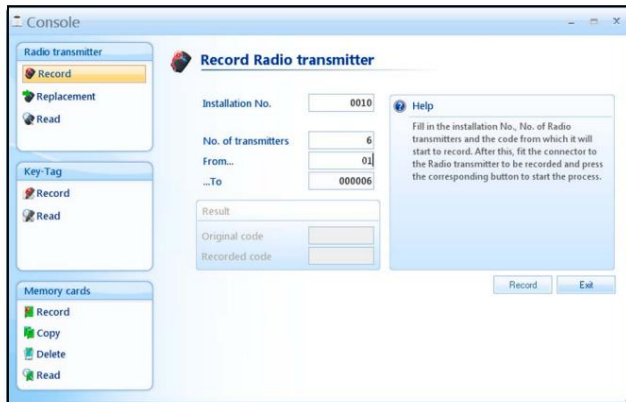 Console
Radio transmitter
Record
Replacement
Read
Key-Tag
Record
Read
Memory cards
Record
Copy
Delete
Read
Record Radio transmitter
Installation No. 0010
No. of transmitters 6
From... 01
...To 000006
Result
Original code
Recorded code
Help
Fill in the installation No., No. of Radio
transmitters and the code from which it will
start to record. After this, fit the connector to
the Radio transmitter to be recorded and press
the corresponding button to start the process.
Record Exit